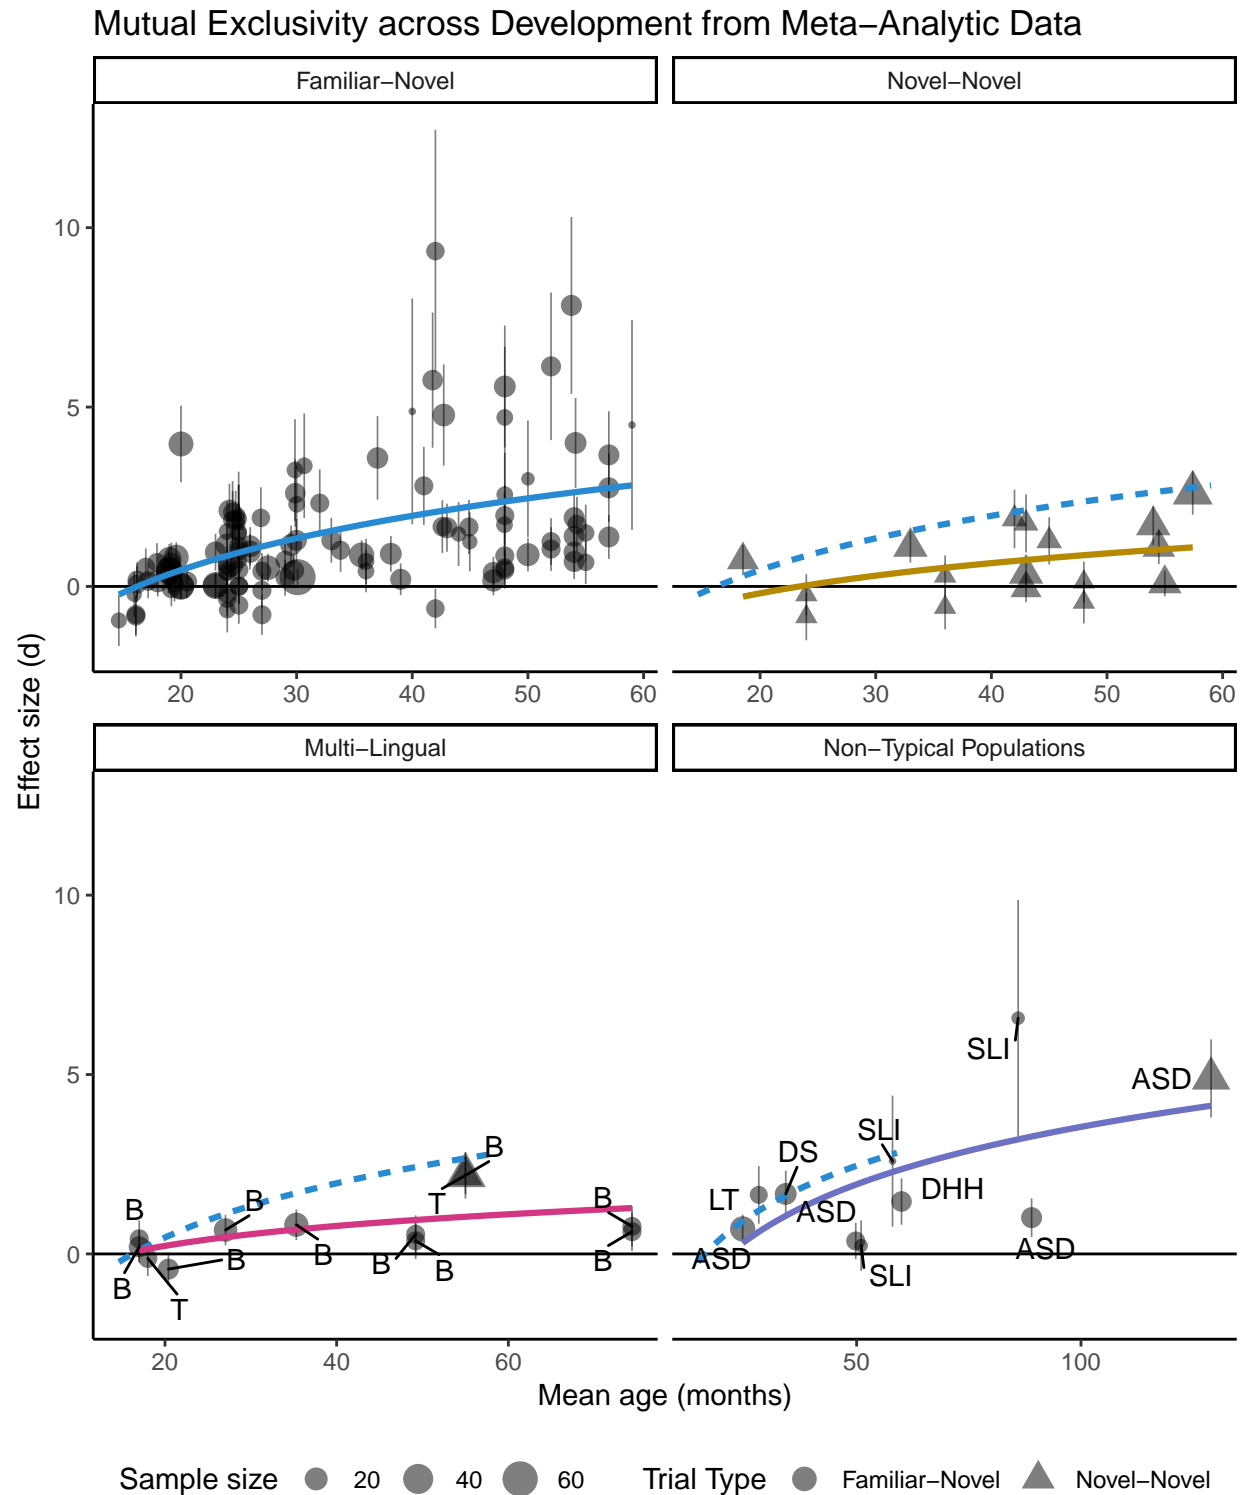 Mutual Exclusivity across Development from Meta−Analytic Data
Familiar−Novel
Novel−Novel
10
5
0
20 30 40 50 60
20 30 40 50 60
Effect size (d)
Multi−Lingual
Non−Typical Populations
10
5
0
B
B
T
B
B
B
B
B
T
B
B
B
SLI
ASD
SLI
DS
LT
ASD
DHH
ASD
ASD
SLI
20 40 60
50 100
Mean age (months)
Sample size 20 40 60 Trial Type Familiar−Novel Novel−Novel